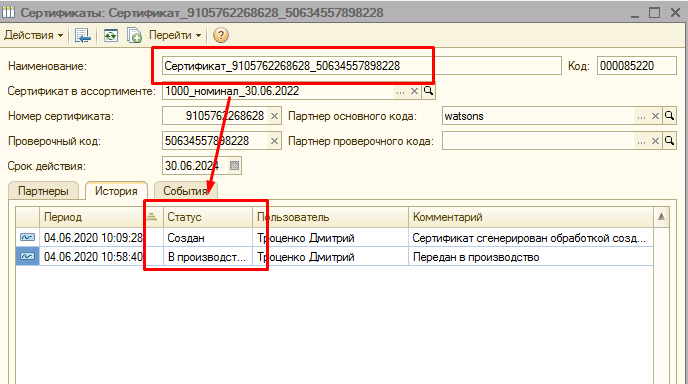 Сертификаты: Сертификат_9105762268628_50634557898228
Действия Перейти ?
Наименование: Сертификат_9105762268628_50634557898228 Код: 000085220
Сертификат в ассортименте: 1000_номинал_30.06.2022 ... x
Номер сертификата: 9105762268628 x Партнер основного кода: watsons ... x
Проверочный код: 50634557898228 x Партнер проверочного кода: ... x
Срок действия: 30.06.2024
Партнеры История События
Период Статус Пользователь Комментарий
04.06.2020 10:09:28 Создан Троценко Дмитрий Сертификат сгенерирован обработкой созд...
04.06.2020 10:58:40 В производст... Троценко Дмитрий Передан в производство